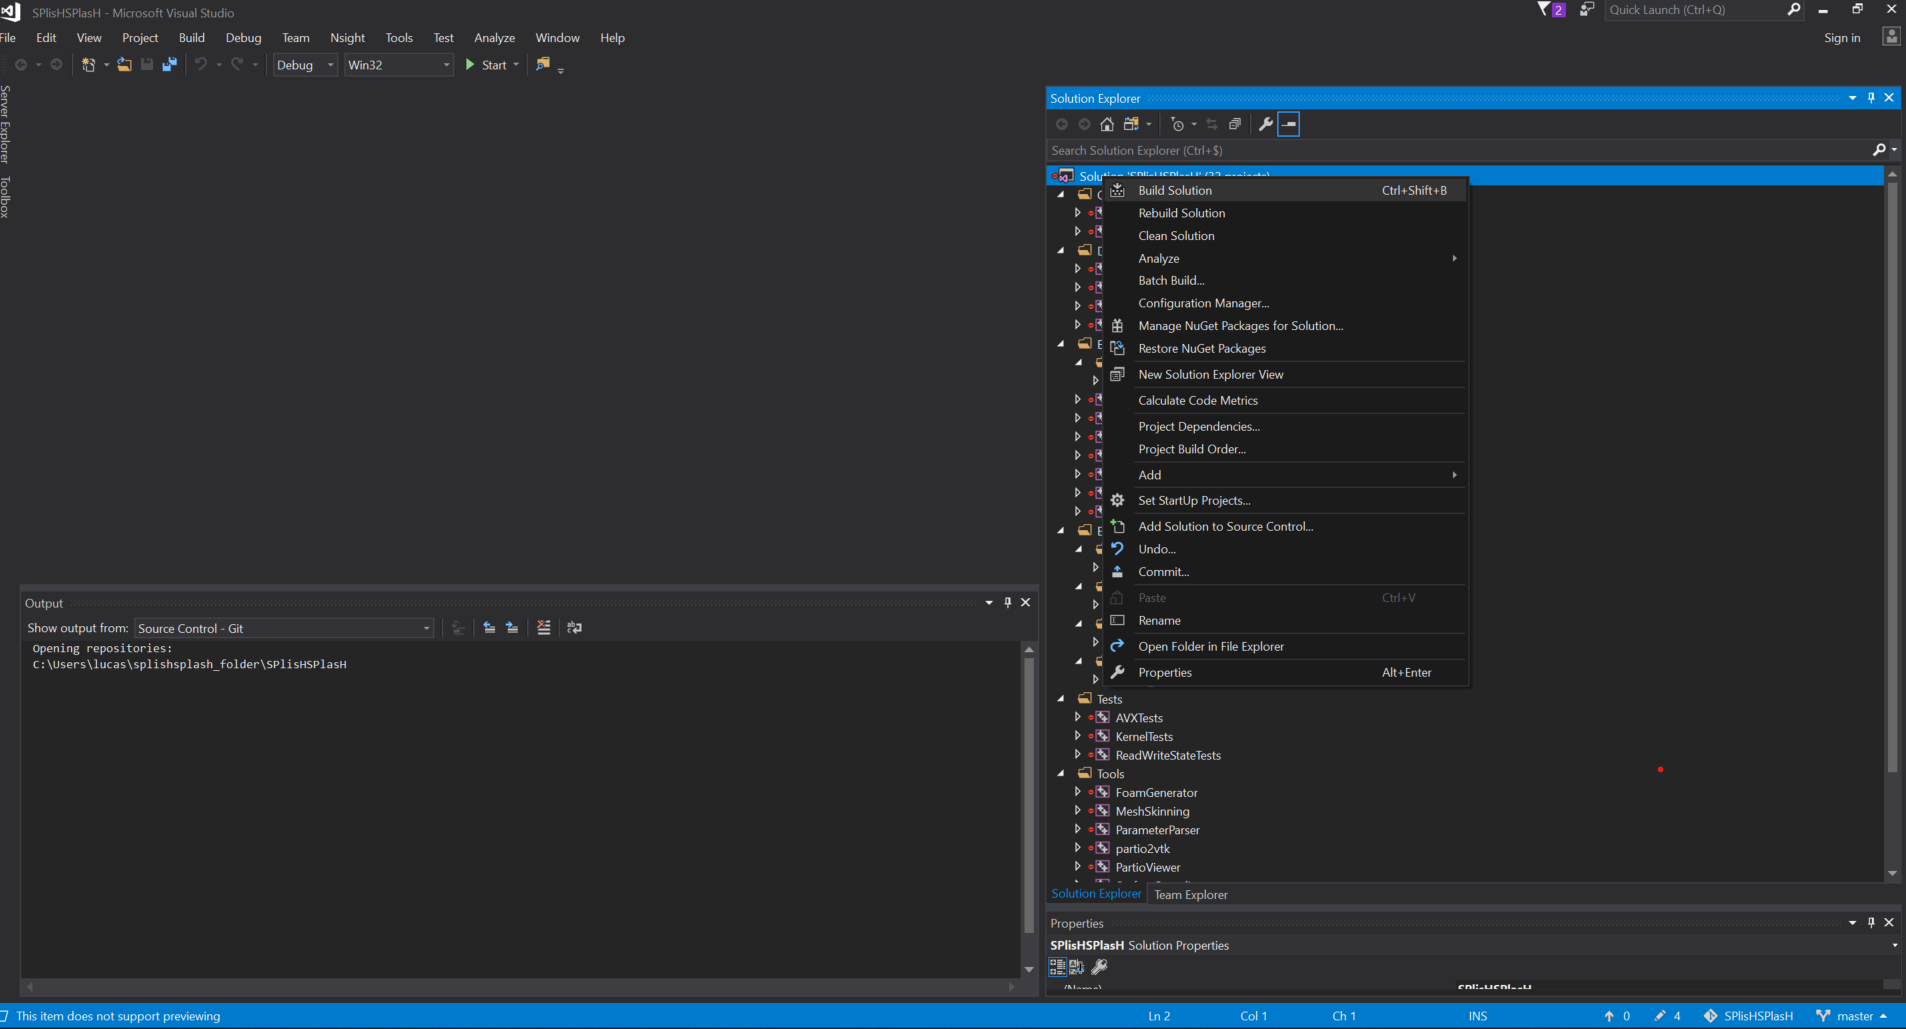 SPlisHSPlasH - Microsoft Visual Studio
2
Quick Launch (Ctrl+Q)
File Edit View Project Build Debug Team Nsight Tools Test Analyze Window Help
Sign in
Debug Win32 Start
Server Explorer
Toolbox
Solution Explorer
Search Solution Explorer (Ctrl+$)
Solution 'SPlisHSPlasH' (33 projects)
Build Solution Ctrl+Shift+B
Rebuild Solution
Clean Solution
Analyze
Batch Build...
Configuration Manager...
Manage NuGet Packages for Solution...
Restore NuGet Packages
New Solution Explorer View
Calculate Code Metrics
Project Dependencies...
Project Build Order...
Add
Set StartUp Projects...
Add Solution to Source Control...
Undo...
Commit...
Paste Ctrl+V
Rename
Open Folder in File Explorer
Properties Alt+Enter
Tests
AVXTests
KernelTests
ReadWriteStateTests
Tools
FoamGenerator
MeshSkinning
ParameterParser
partio2vtk
PartioViewer
Solution Explorer Team Explorer
Output
Show output from: Source Control - Git
Opening repositories:
C:\Users\lucas\splishsplash_folder\SPlisHSPlasH
Properties
SPlisHSPlasH Solution Properties
(Name) SPlisHSPlasH
This item does not support previewing
Ln 2 Col 1 Ch 1 INS 0 4 SPlisHSPlasH master